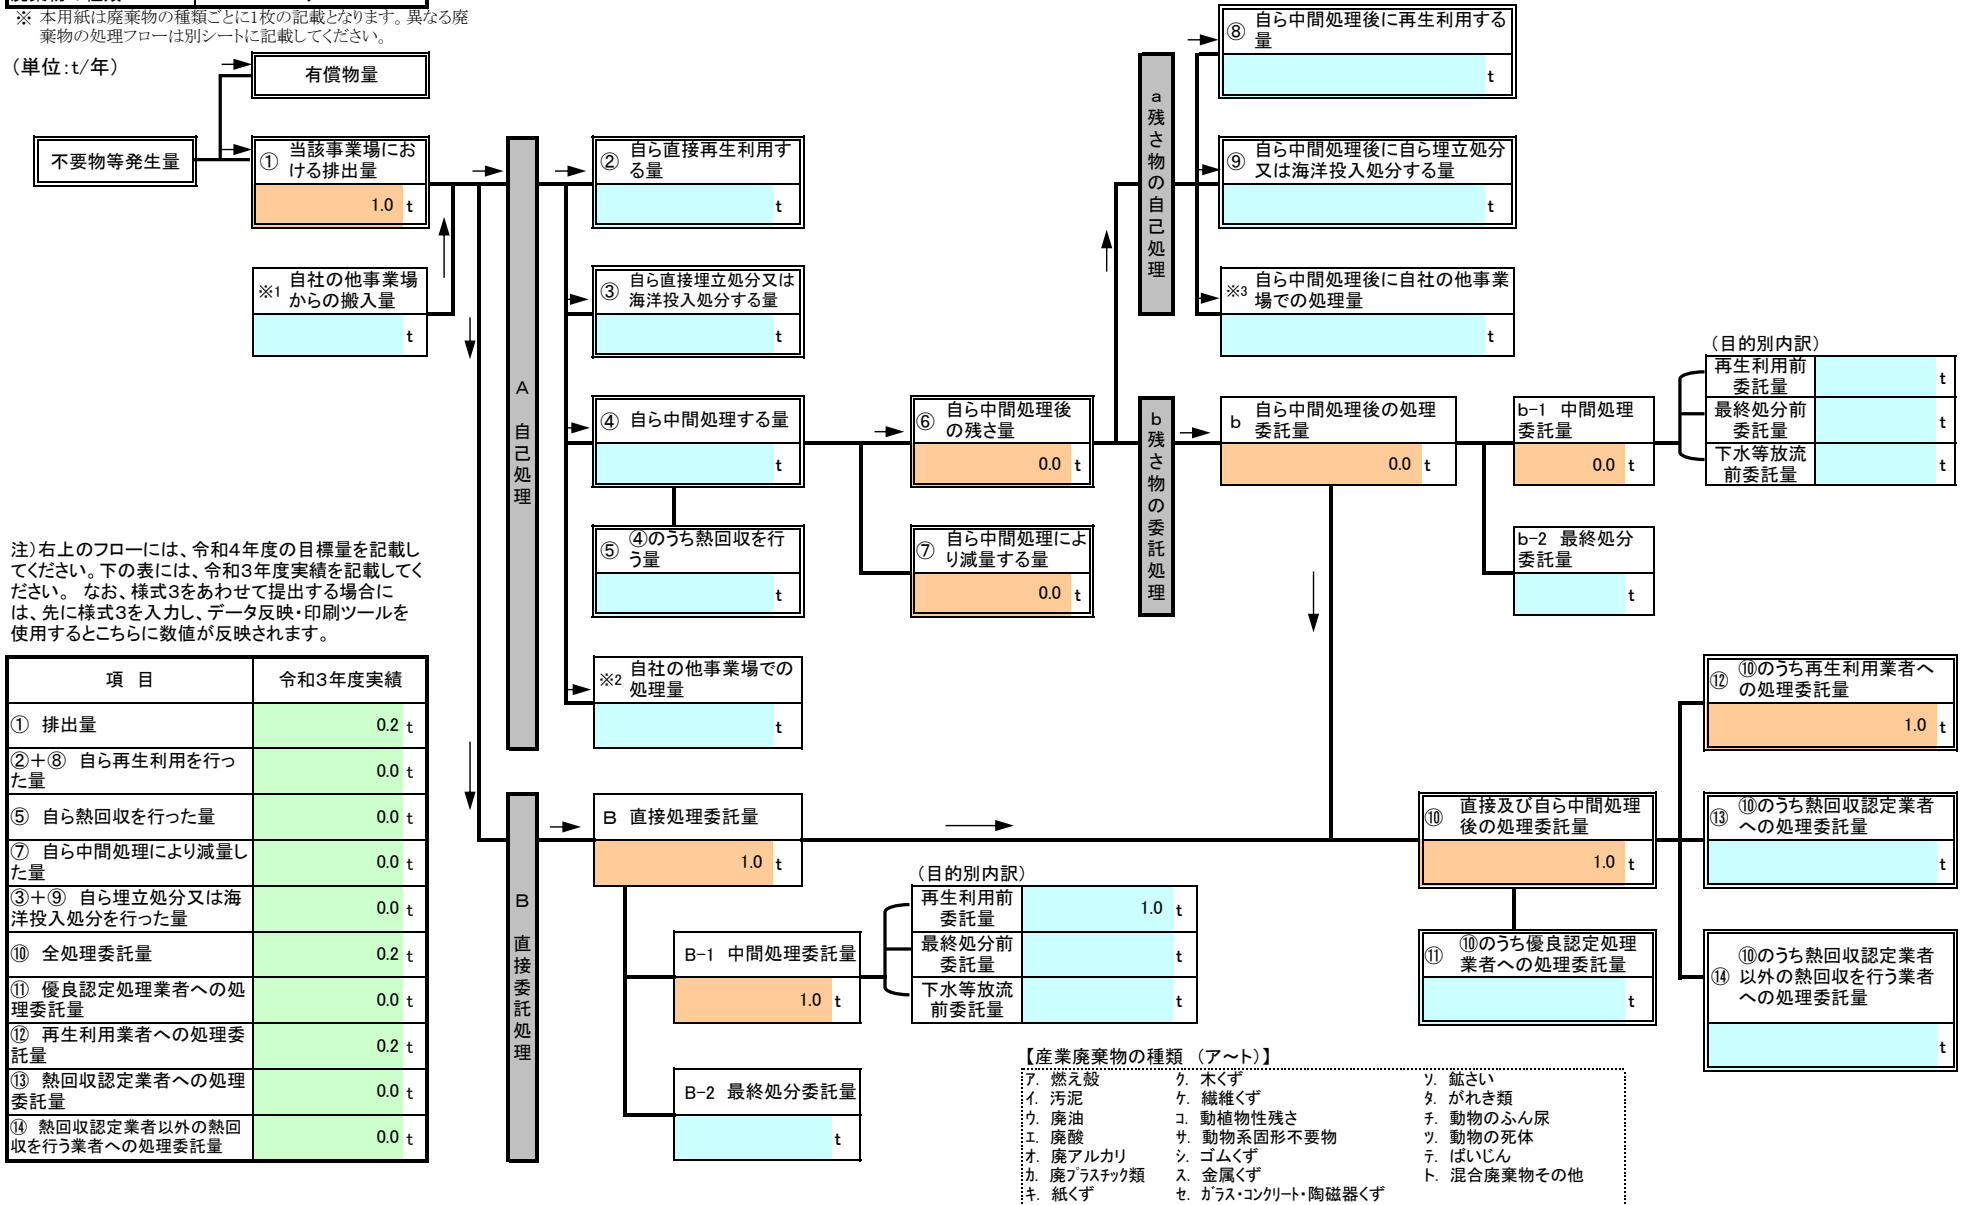 ※ 本用紙は廃棄物の種類ごとに1枚の記載となります。異なる廃
棄物の処理フローは別シートに記載してください。
（単位:t/年）
有償物量
不要物等発生量
① 当該事業場にお
ける排出量
1.0 t
※1 自社の他事業場
からの搬入量
t
A 自己処理
② 自ら直接再生利用す
る量
t
③ 自ら直接埋立処分又は
海洋投入処分する量
t
④ 自ら中間処理する量
t
⑤ ④のうち熱回収を行
う量
t
※2 自社の他事業場での
処理量
t
⑥ 自ら中間処理後
の残さ量
0.0 t
⑦ 自ら中間処理によ
り減量する量
0.0 t
a 残さ物の自己処理
⑧ 自ら中間処理後に再生利用する
量
t
⑨ 自ら中間処理後に自ら埋立処分
又は海洋投入処分する量
t
※3 自ら中間処理後に自社の他事業
場での処理量
t
b 残さ物の委託処理
b 自ら中間処理後の処理
委託量
0.0 t
b-1 中間処理
委託量
0.0 t
（目的別内訳）
再生利用前
委託量
t
最終処分前
委託量
t
下水等放流
前委託量
t
b-2 最終処分
委託量
t
注）右上のフローには、令和４年度の目標量を記載し
てください。下の表には、令和３年度実績を記載してく
ださい。 なお、様式３をあわせて提出する場合に
は、先に様式３を入力し、データ反映・印刷ツールを
使用するとこちらに数値が反映されます。
項 目 令和３年度実績
① 排出量 0.2 t
②＋⑧ 自ら再生利用を行っ
た量 0.0 t
⑤ 自ら熱回収を行った量 0.0 t
⑦ 自ら中間処理により減量し
た量 0.0 t
③＋⑨ 自ら埋立処分又は海
洋投入処分を行った量 0.0 t
⑩ 全処理委託量 0.2 t
⑪ 優良認定処理業者への処
理委託量 0.0 t
⑫ 再生利用業者への処理委
託量 0.2 t
⑬ 熱回収認定業者への処理
委託量 0.0 t
⑭ 熱回収認定業者以外の熱回
収を行う業者への処理委託量 0.0 t
B 直接委託処理
B 直接処理委託量
1.0 t
B-1 中間処理委託量
1.0 t
（目的別内訳）
再生利用前
委託量
1.0 t
最終処分前
委託量
t
下水等放流
前委託量
t
B-2 最終処分委託量
t
⑩ 直接及び自ら中間処理
後の処理委託量
1.0 t
⑪ ⑩のうち優良認定処理
業者への処理委託量
t
⑫ ⑩のうち再生利用業者へ
の処理委託量
1.0 t
⑬ ⑩のうち熱回収認定業者
への処理委託量
t
⑭ ⑩のうち熱回収認定業者
以外の熱回収を行う業者
への処理委託量
t
【産業廃棄物の種類 （ア～ト）】
ア. 燃え殻 ク. 木くず ソ. 鉱さい
イ. 汚泥 ケ. 繊維くず タ. がれき類
ウ. 廃油 コ. 動植物性残さ チ. 動物のふん尿
エ. 廃酸 サ. 動物系固形不要物 ツ. 動物の死体
オ. 廃アルカリ シ. ゴムくず テ. ばいじん
カ. 廃プラスチック類 ス. 金属くず ト. 混合廃棄物その他
キ. 紙くず セ. ガラス・コンクリート・陶磁器くず